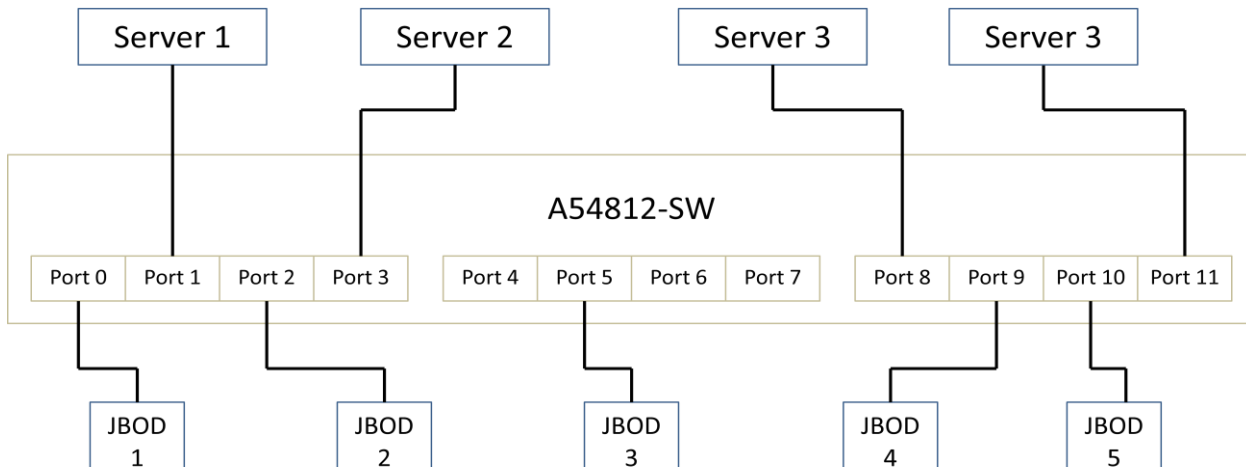 Server 1
Server 2
Server 3
Server 3
A54812-SW
Port 0
Port 1
Port 2
Port 3
Port 4
Port 5
Port 6
Port 7
Port 8
Port 9
Port 10
Port 11
JBOD
1
JBOD
2
JBOD
3
JBOD
4
JBOD
5